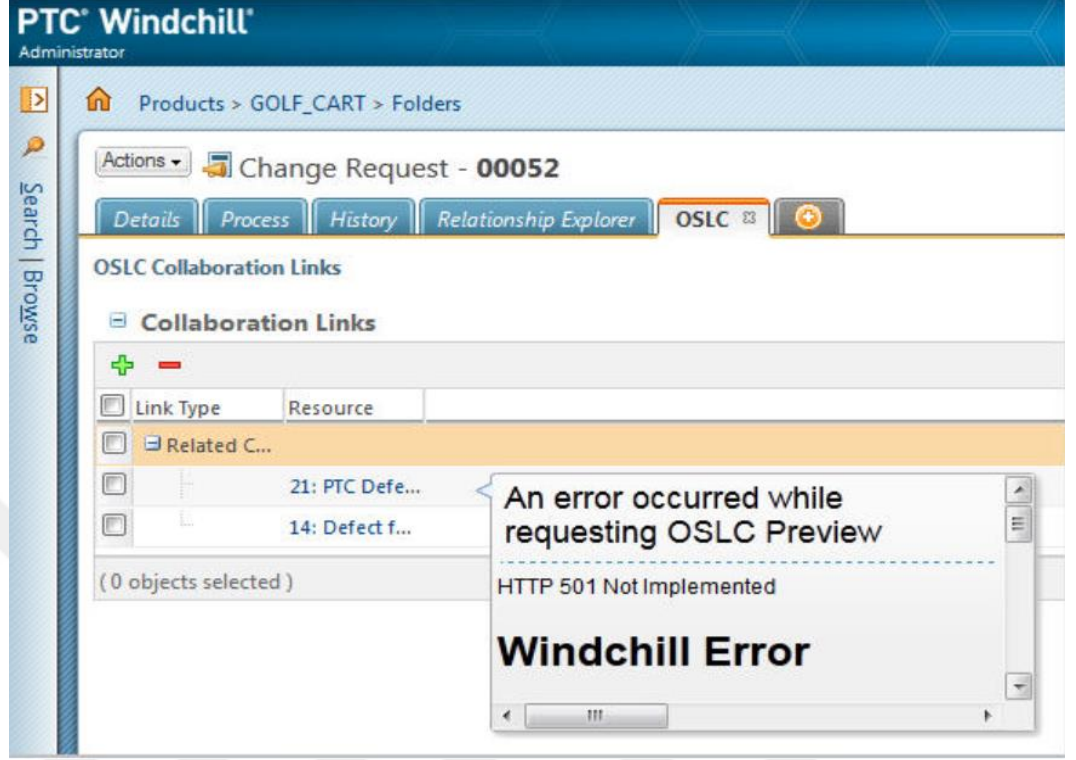 PTC® Windchill®
Administrator
Products > GOLF_CART > Folders
Actions
Change Request - 00052
Details Process History Relationship Explorer OSLC
Search | Browse
OSLC Collaboration Links
Collaboration Links
Link Type Resource
Related C...
21: PTC Defe...
14: Defect f...
( 0 objects selected )
An error occurred while
requesting OSLC Preview
HTTP 501 Not Implemented
Windchill Error